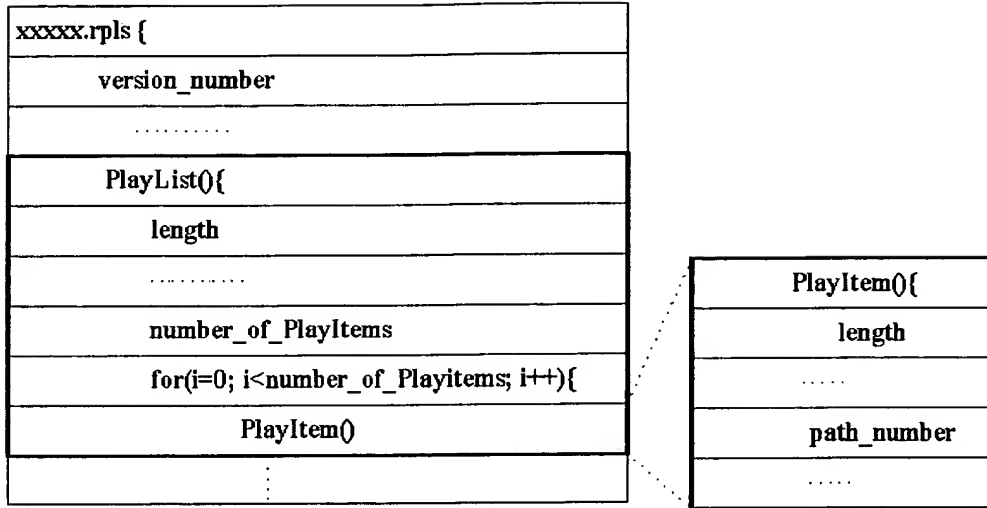 xxxxx.rpls {
version_number
..........
PlayList(){
length
..........
number_of_PlayItems
for(i=0; i<number_of_Playitems; i++){
PlayItem()
PlayItem(){
length
.....
path_number
.....